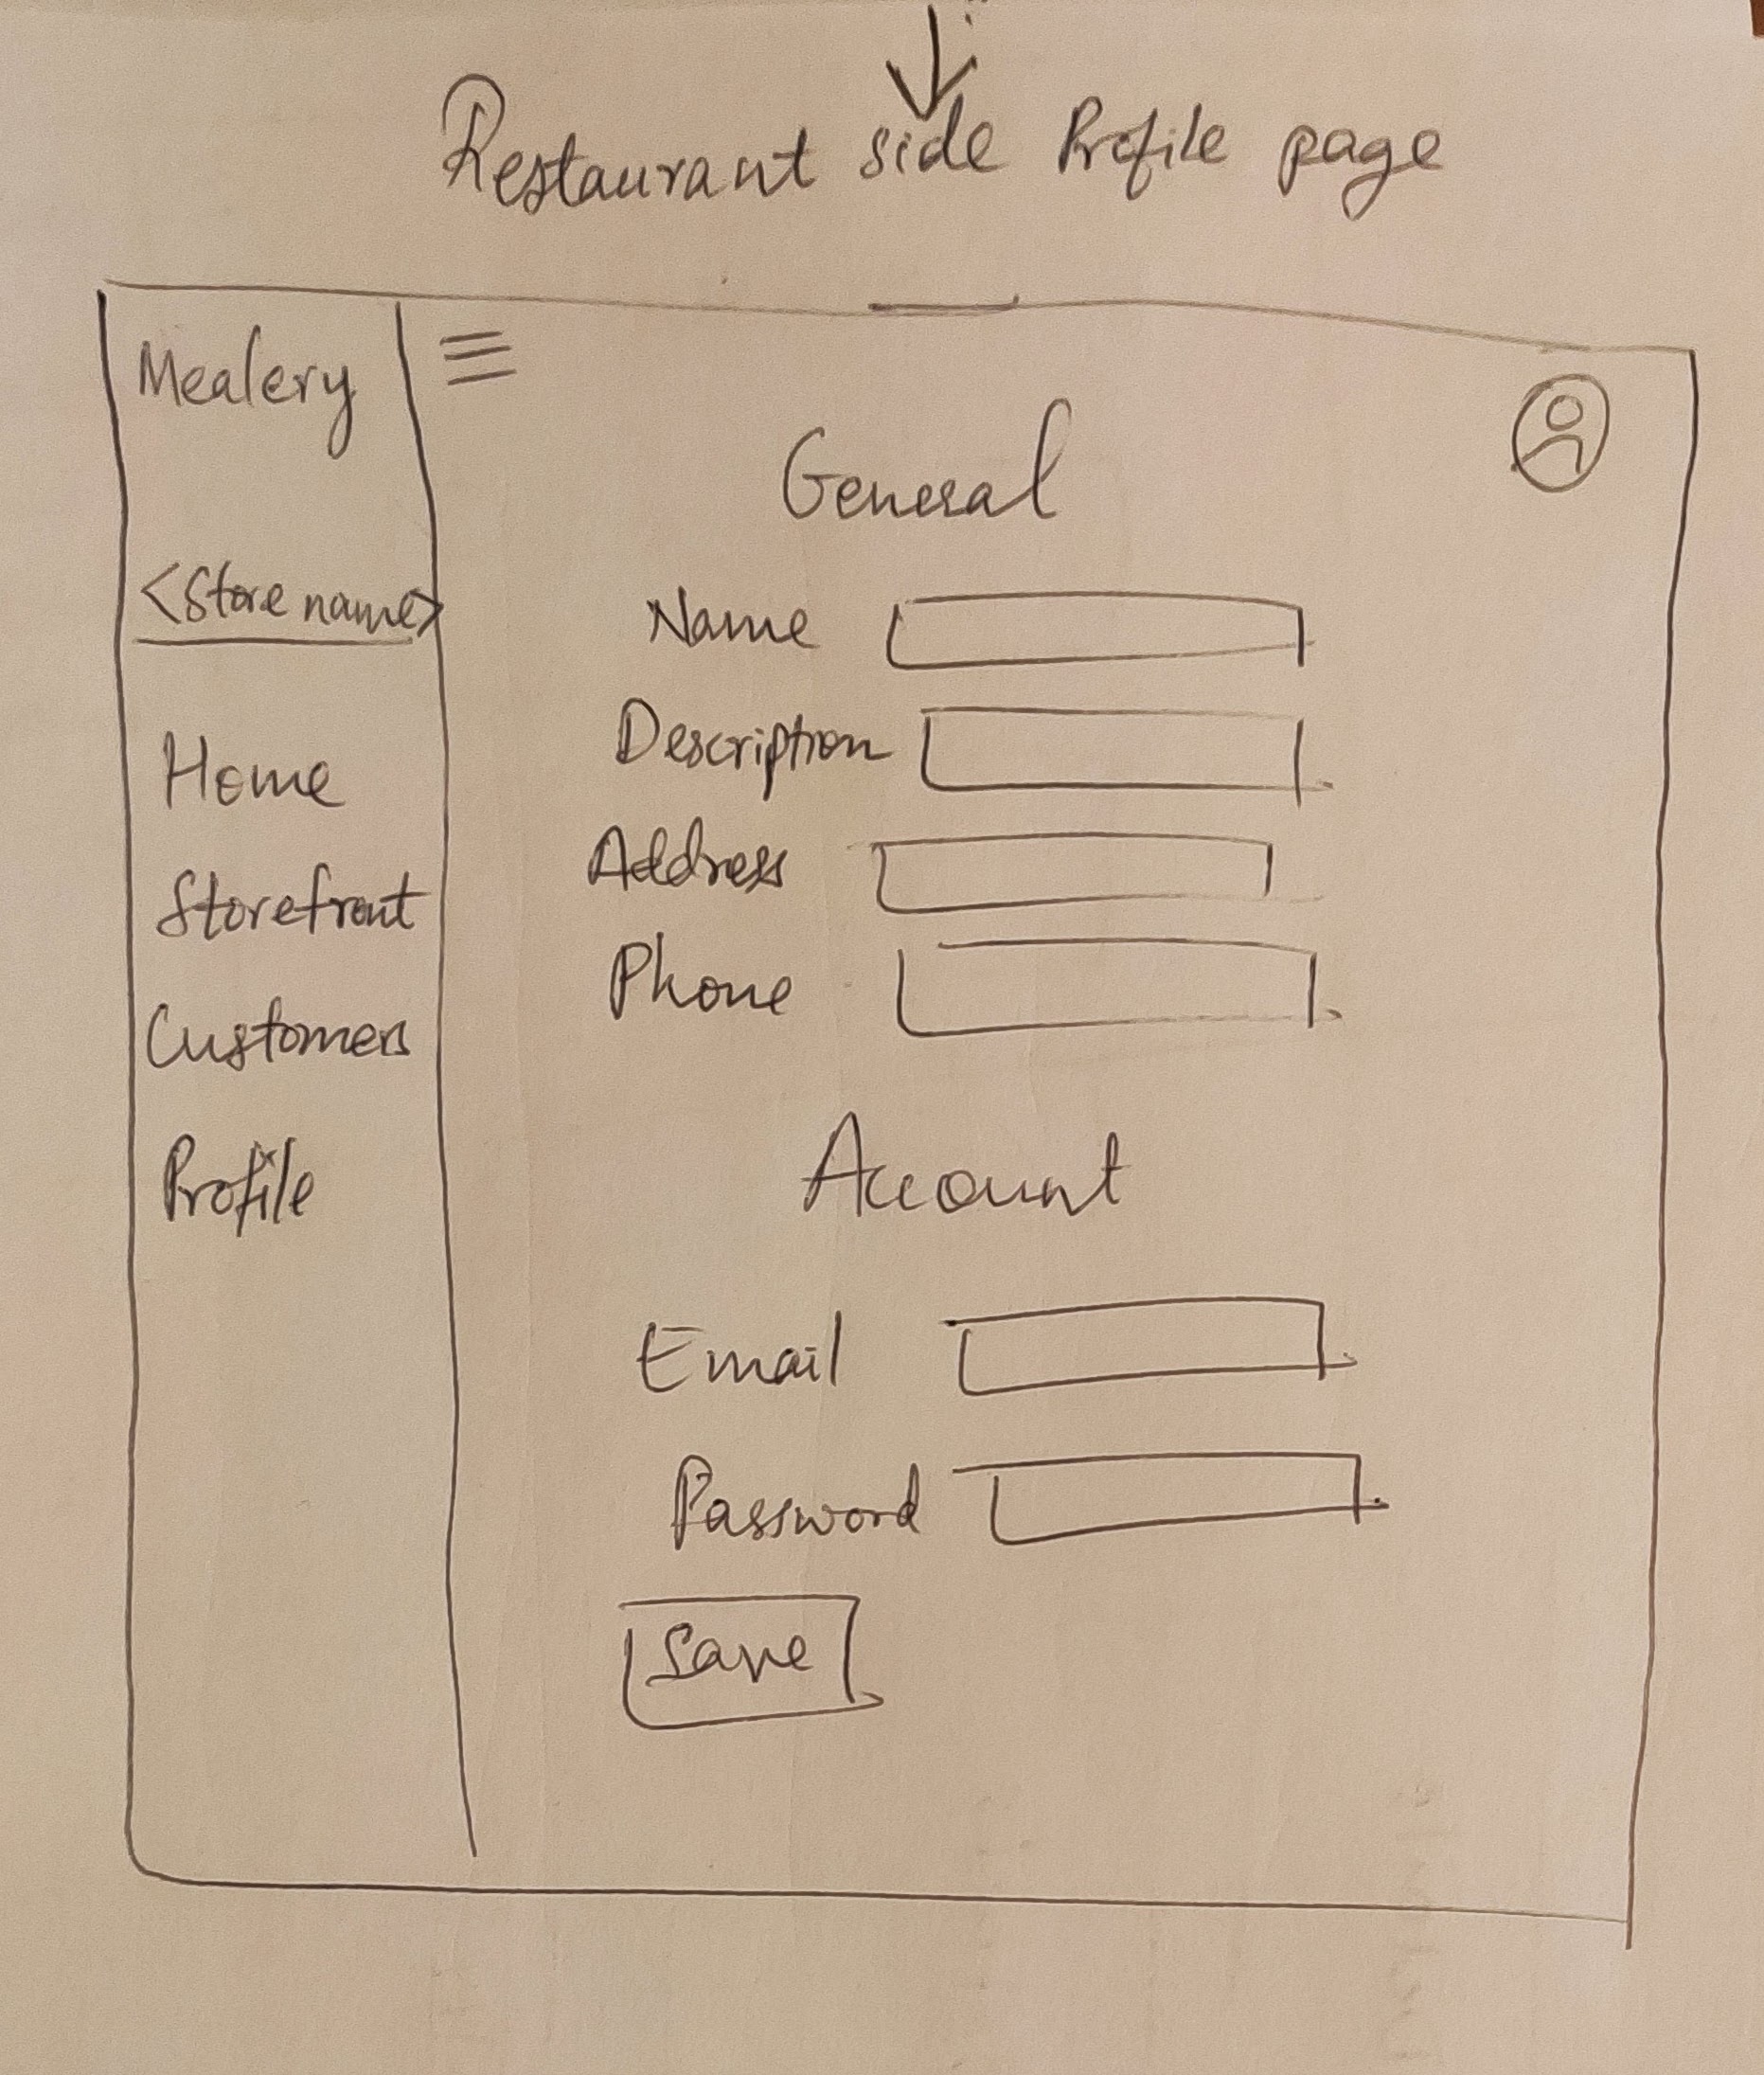 Restaurant side Profile page
Mealery
<Store name>
Home
Storefront
Customers
Profile
General
Name
Description
Address
Phone
Account
Email
Password
Save